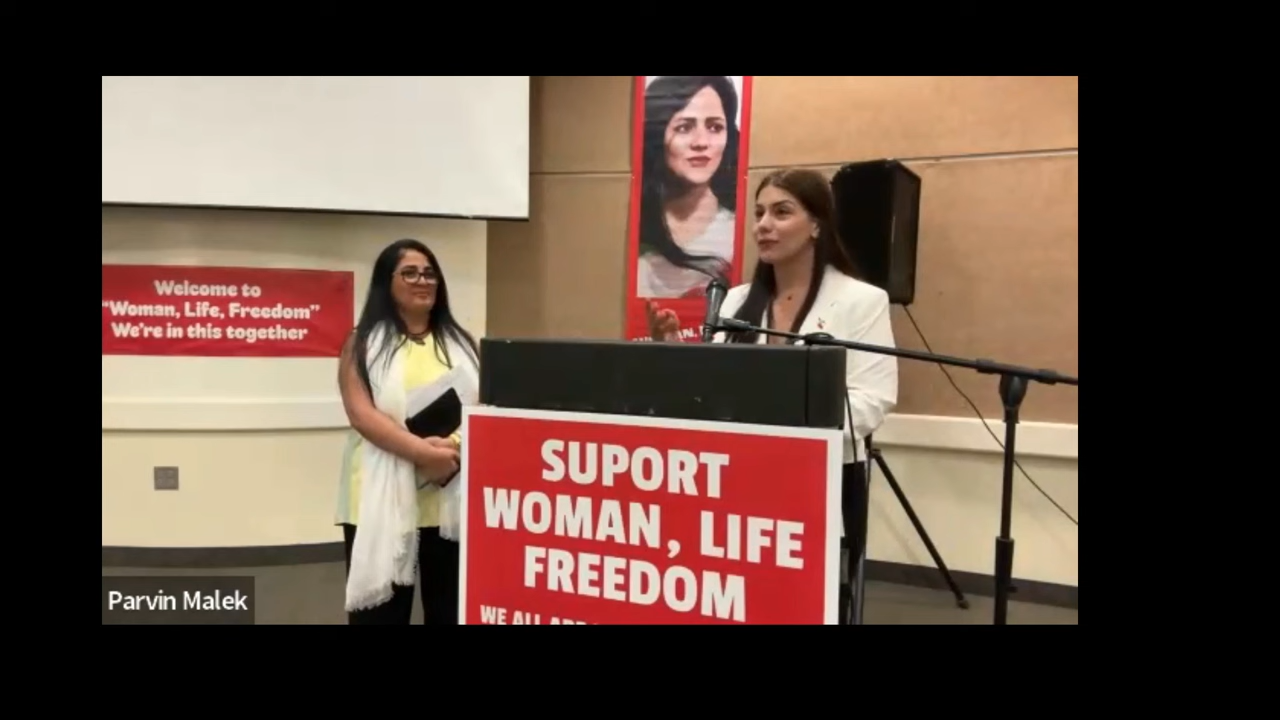 Welcome to
“Woman, Life, Freedom”
We're in this together
SUPORT
WOMAN, LIFE
FREEDOM
WE ALL
Parvin Malek